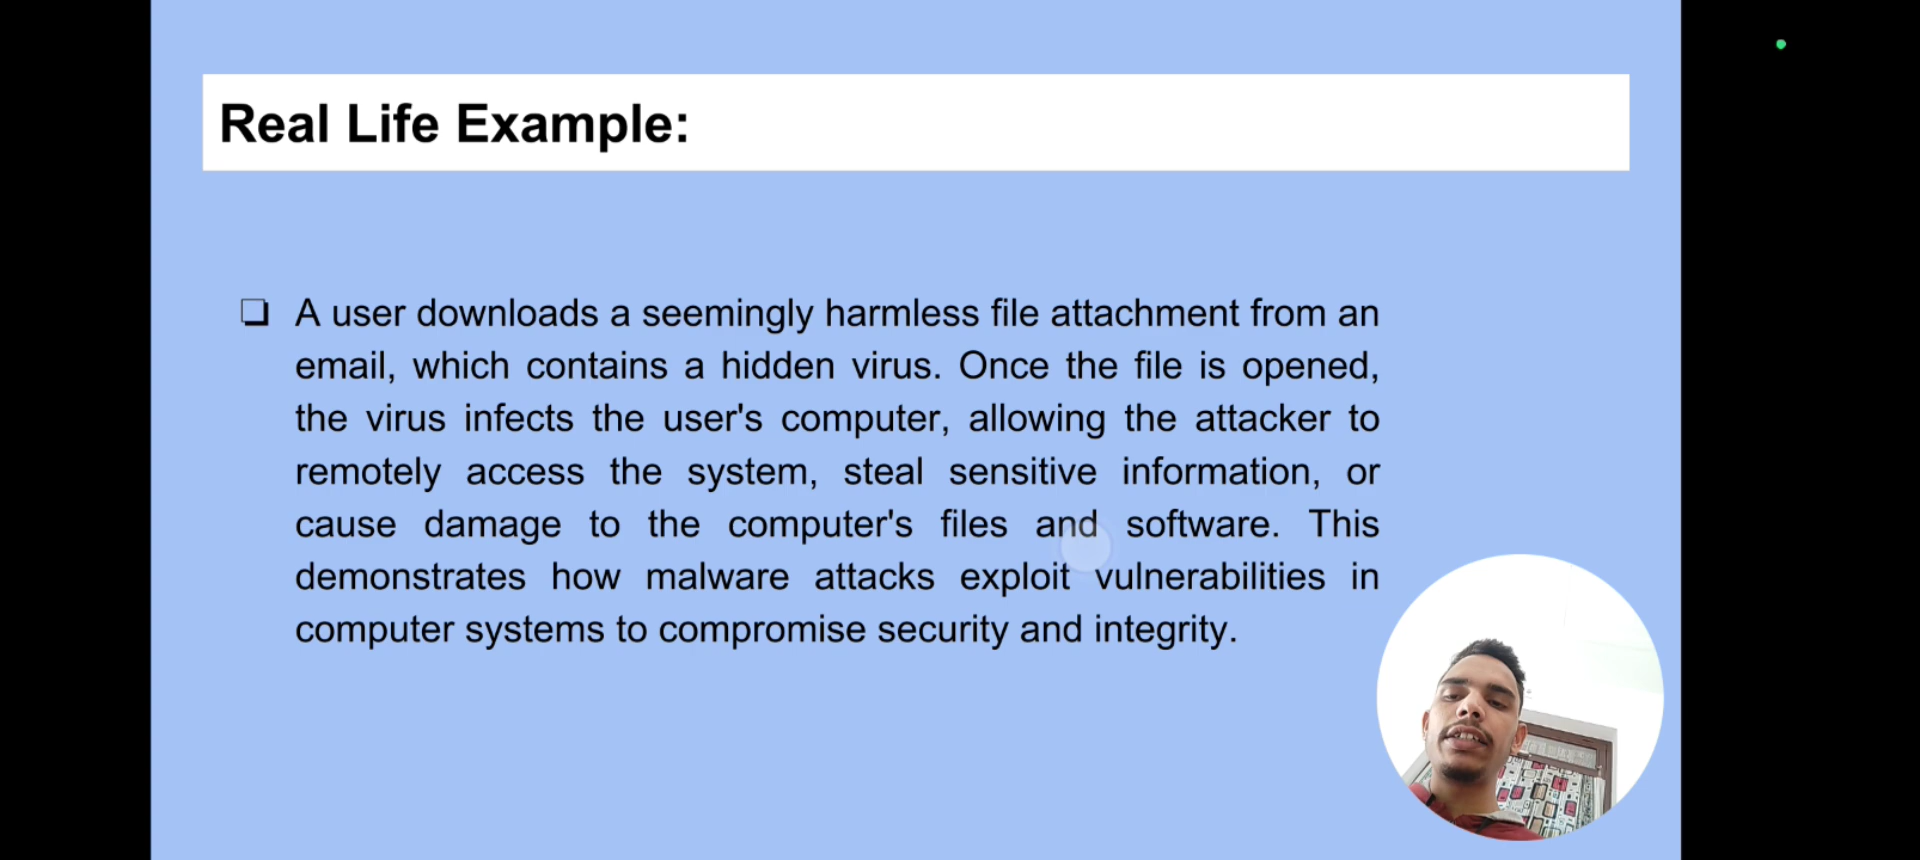 Real Life Example:
❏ A user downloads a seemingly harmless file attachment from an
email, which contains a hidden virus. Once the file is opened,
the virus infects the user's computer, allowing the attacker to
remotely access the system, steal sensitive information, or
cause damage to the computer's files and software. This
demonstrates how malware attacks exploit vulnerabilities in
computer systems to compromise security and integrity.